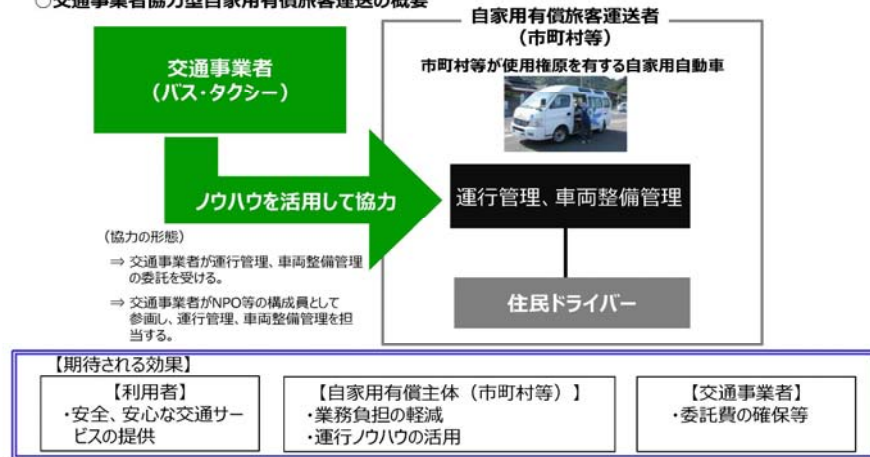 ○交通事業者協力型自家用有償旅客運送の概要
自家用有償旅客運送者
（市町村等）
交通事業者
（バス・タクシー）
市町村等が使用権原を有する自家用自動車
ノウハウを活用して協力
運行管理、車両整備管理
（協力の形態）
⇒ 交通事業者が運行管理、車両整備管理
の委託を受ける。
⇒ 交通事業者がNPO等の構成員として
参画し、運行管理、車両整備管理を担
当する。
住民ドライバー
【期待される効果】
【利用者】
・安全、安心な交通サー
ビスの提供
【自家用有償主体（市町村等）】
・業務負担の軽減
・運行ノウハウの活用
【交通事業者】
・委託費の確保等